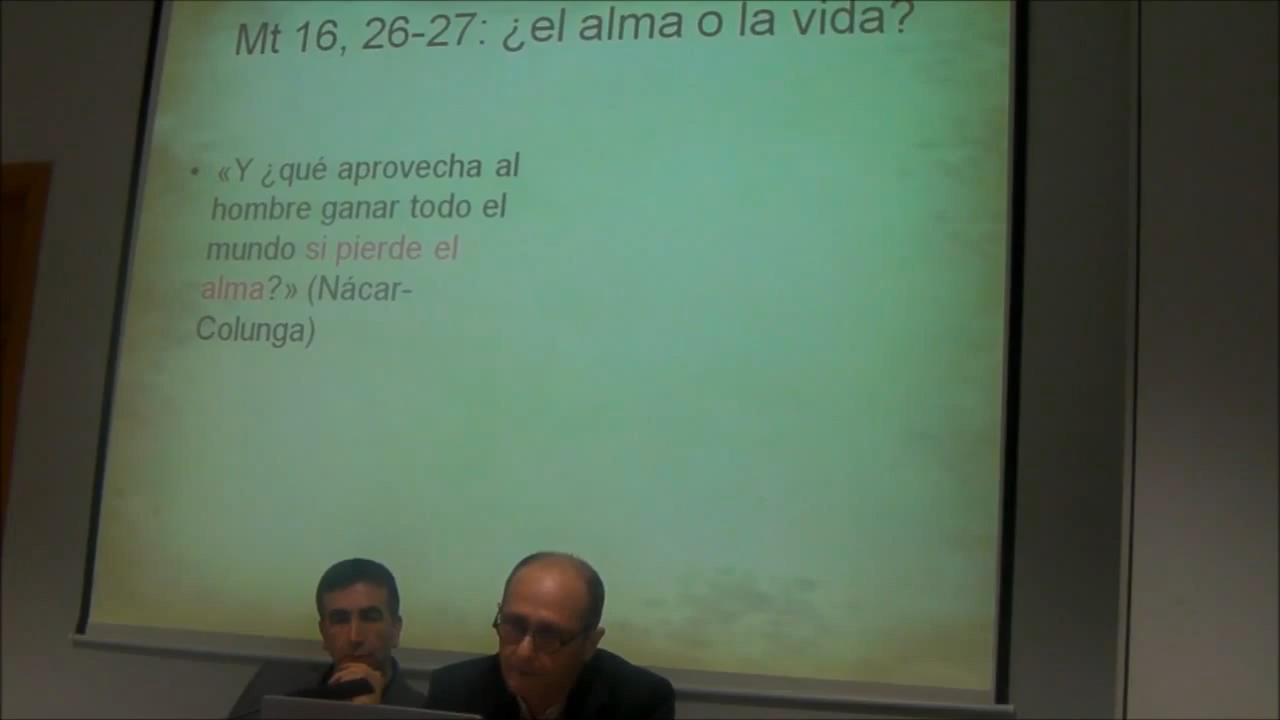 Mt 16, 26-27: ¿el alma o la vida?
• «Y ¿qué aprovecha al
hombre ganar todo el
mundo si pierde el
alma?» (Nácar-
Colunga)